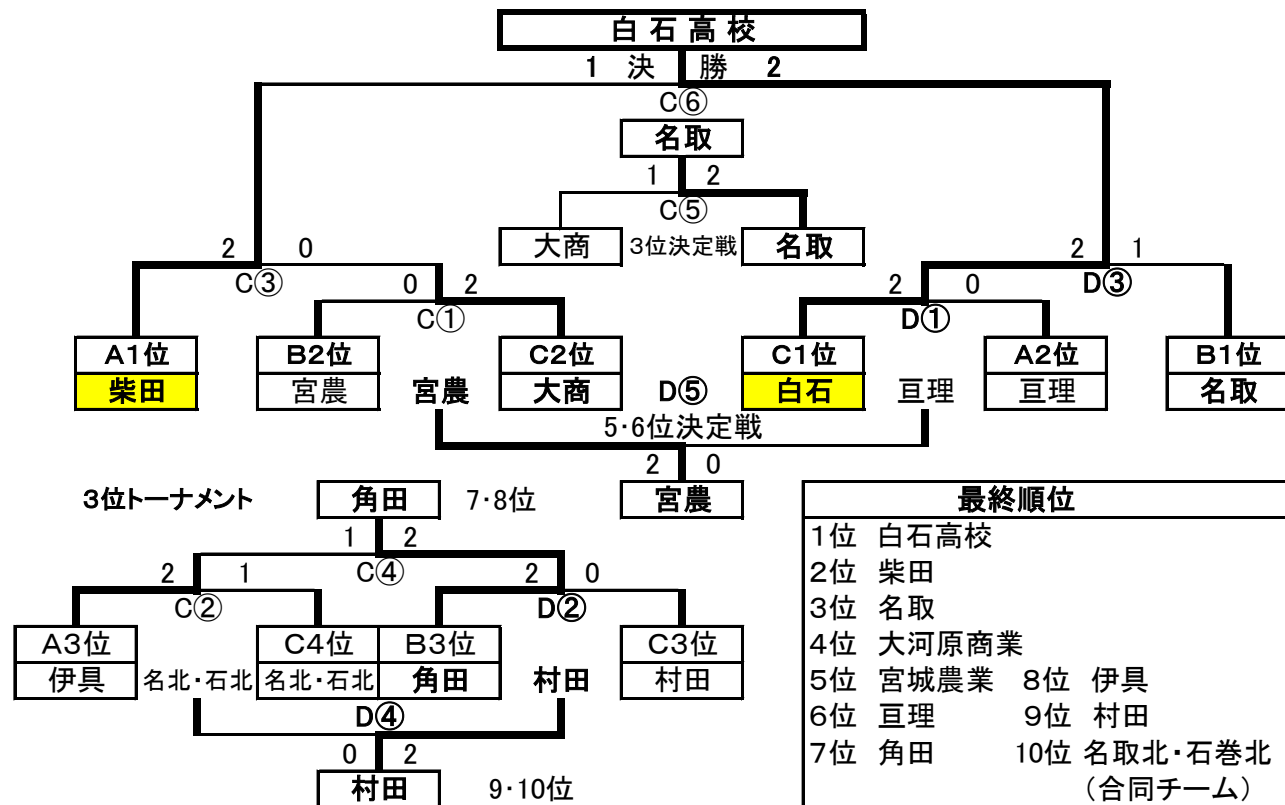 白石高校
1 決 勝 2
C⑥
名取
1 2
C⑤
大商 3位決定戦 名取
2 0
C③
2 1
D③
0 2
C①
2 0
D①
A1位 B2位 C2位 C1位 A2位 B1位
柴田 宮農 宮農 大商 D⑤ 白石 亘理 亘理 名取
5・6位決定戦
2 0
宮農
3位トーナメント 角田 7・8位
1 2
C④
2 1
C②
2 0
D②
A3位 C4位 B3位 C3位
伊具 名北・石北 名北・石北 角田 村田 村田
D④
0 2
村田 9・10位
最終順位
1位 白石高校
2位 柴田
3位 名取
4位 大河原商業
5位 宮城農業 8位 伊具
6位 亘理 9位 村田
7位 角田 10位 名取北・石巻北
(合同チーム)